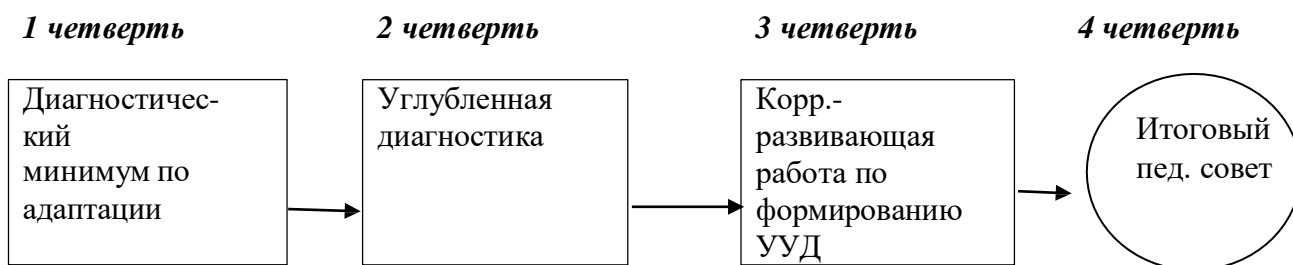 1 четверть
2 четверть
3 четверть
4 четверть
Диагностичес-
кий
минимум по
адаптации
Углубленная
диагностика
Корр.-
развивающая
работа по
формированию
УУД
Итоговый
пед. совет